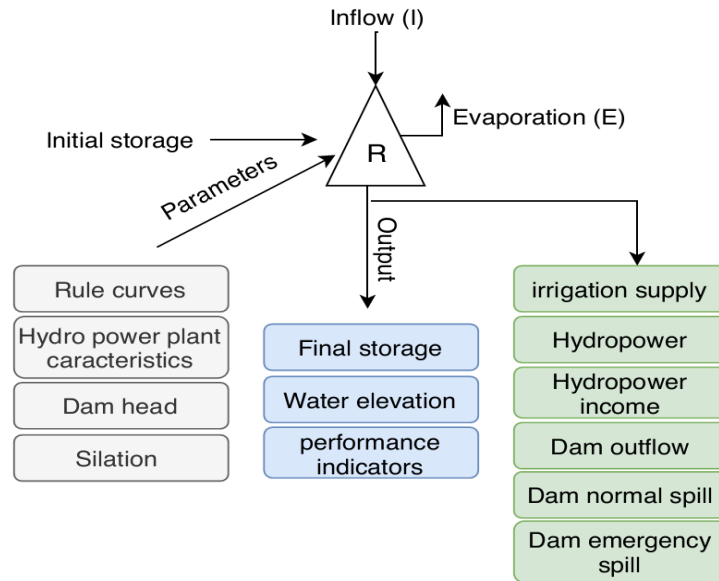 Inflow (I)
Evaporation (E)
Initial storage
R
Parameters
Output
Rule curves
Hydro power plant
caracteristics
Dam head
Silation
Final storage
Water elevation
performance
indicators
irrigation supply
Hydropower
Hydropower
income
Dam outflow
Dam normal spill
Dam emergency
spill